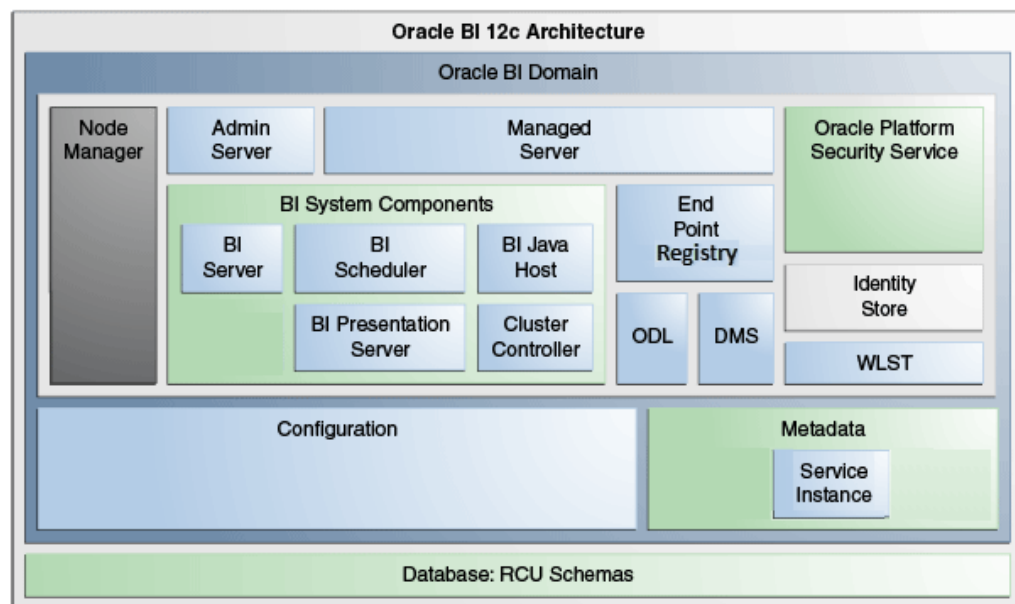 Oracle BI 12c Architecture
Oracle BI Domain
Node
Manager
Admin
Server
Managed
Server
Oracle Platform
Security Service
BI System Components
BI
Server
BI
Scheduler
BI Java
Host
BI Presentation
Server
Cluster
Controller
End
Point
Registry
ODL
DMS
Identity
Store
WLST
Configuration
Metadata
Service
Instance
Database: RCU Schemas